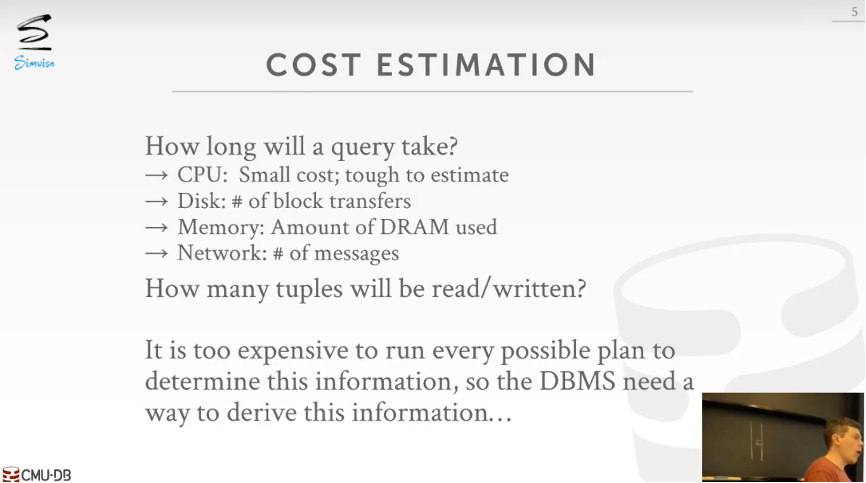 5
Simviso
COST ESTIMATION
How long will a query take?
→ CPU: Small cost; tough to estimate
→ Disk: # of block transfers
→ Memory: Amount of DRAM used
→ Network: # of messages
How many tuples will be read/written?
It is too expensive to run every possible plan to
determine this information, so the DBMS need a
way to derive this information…
CMU·DB